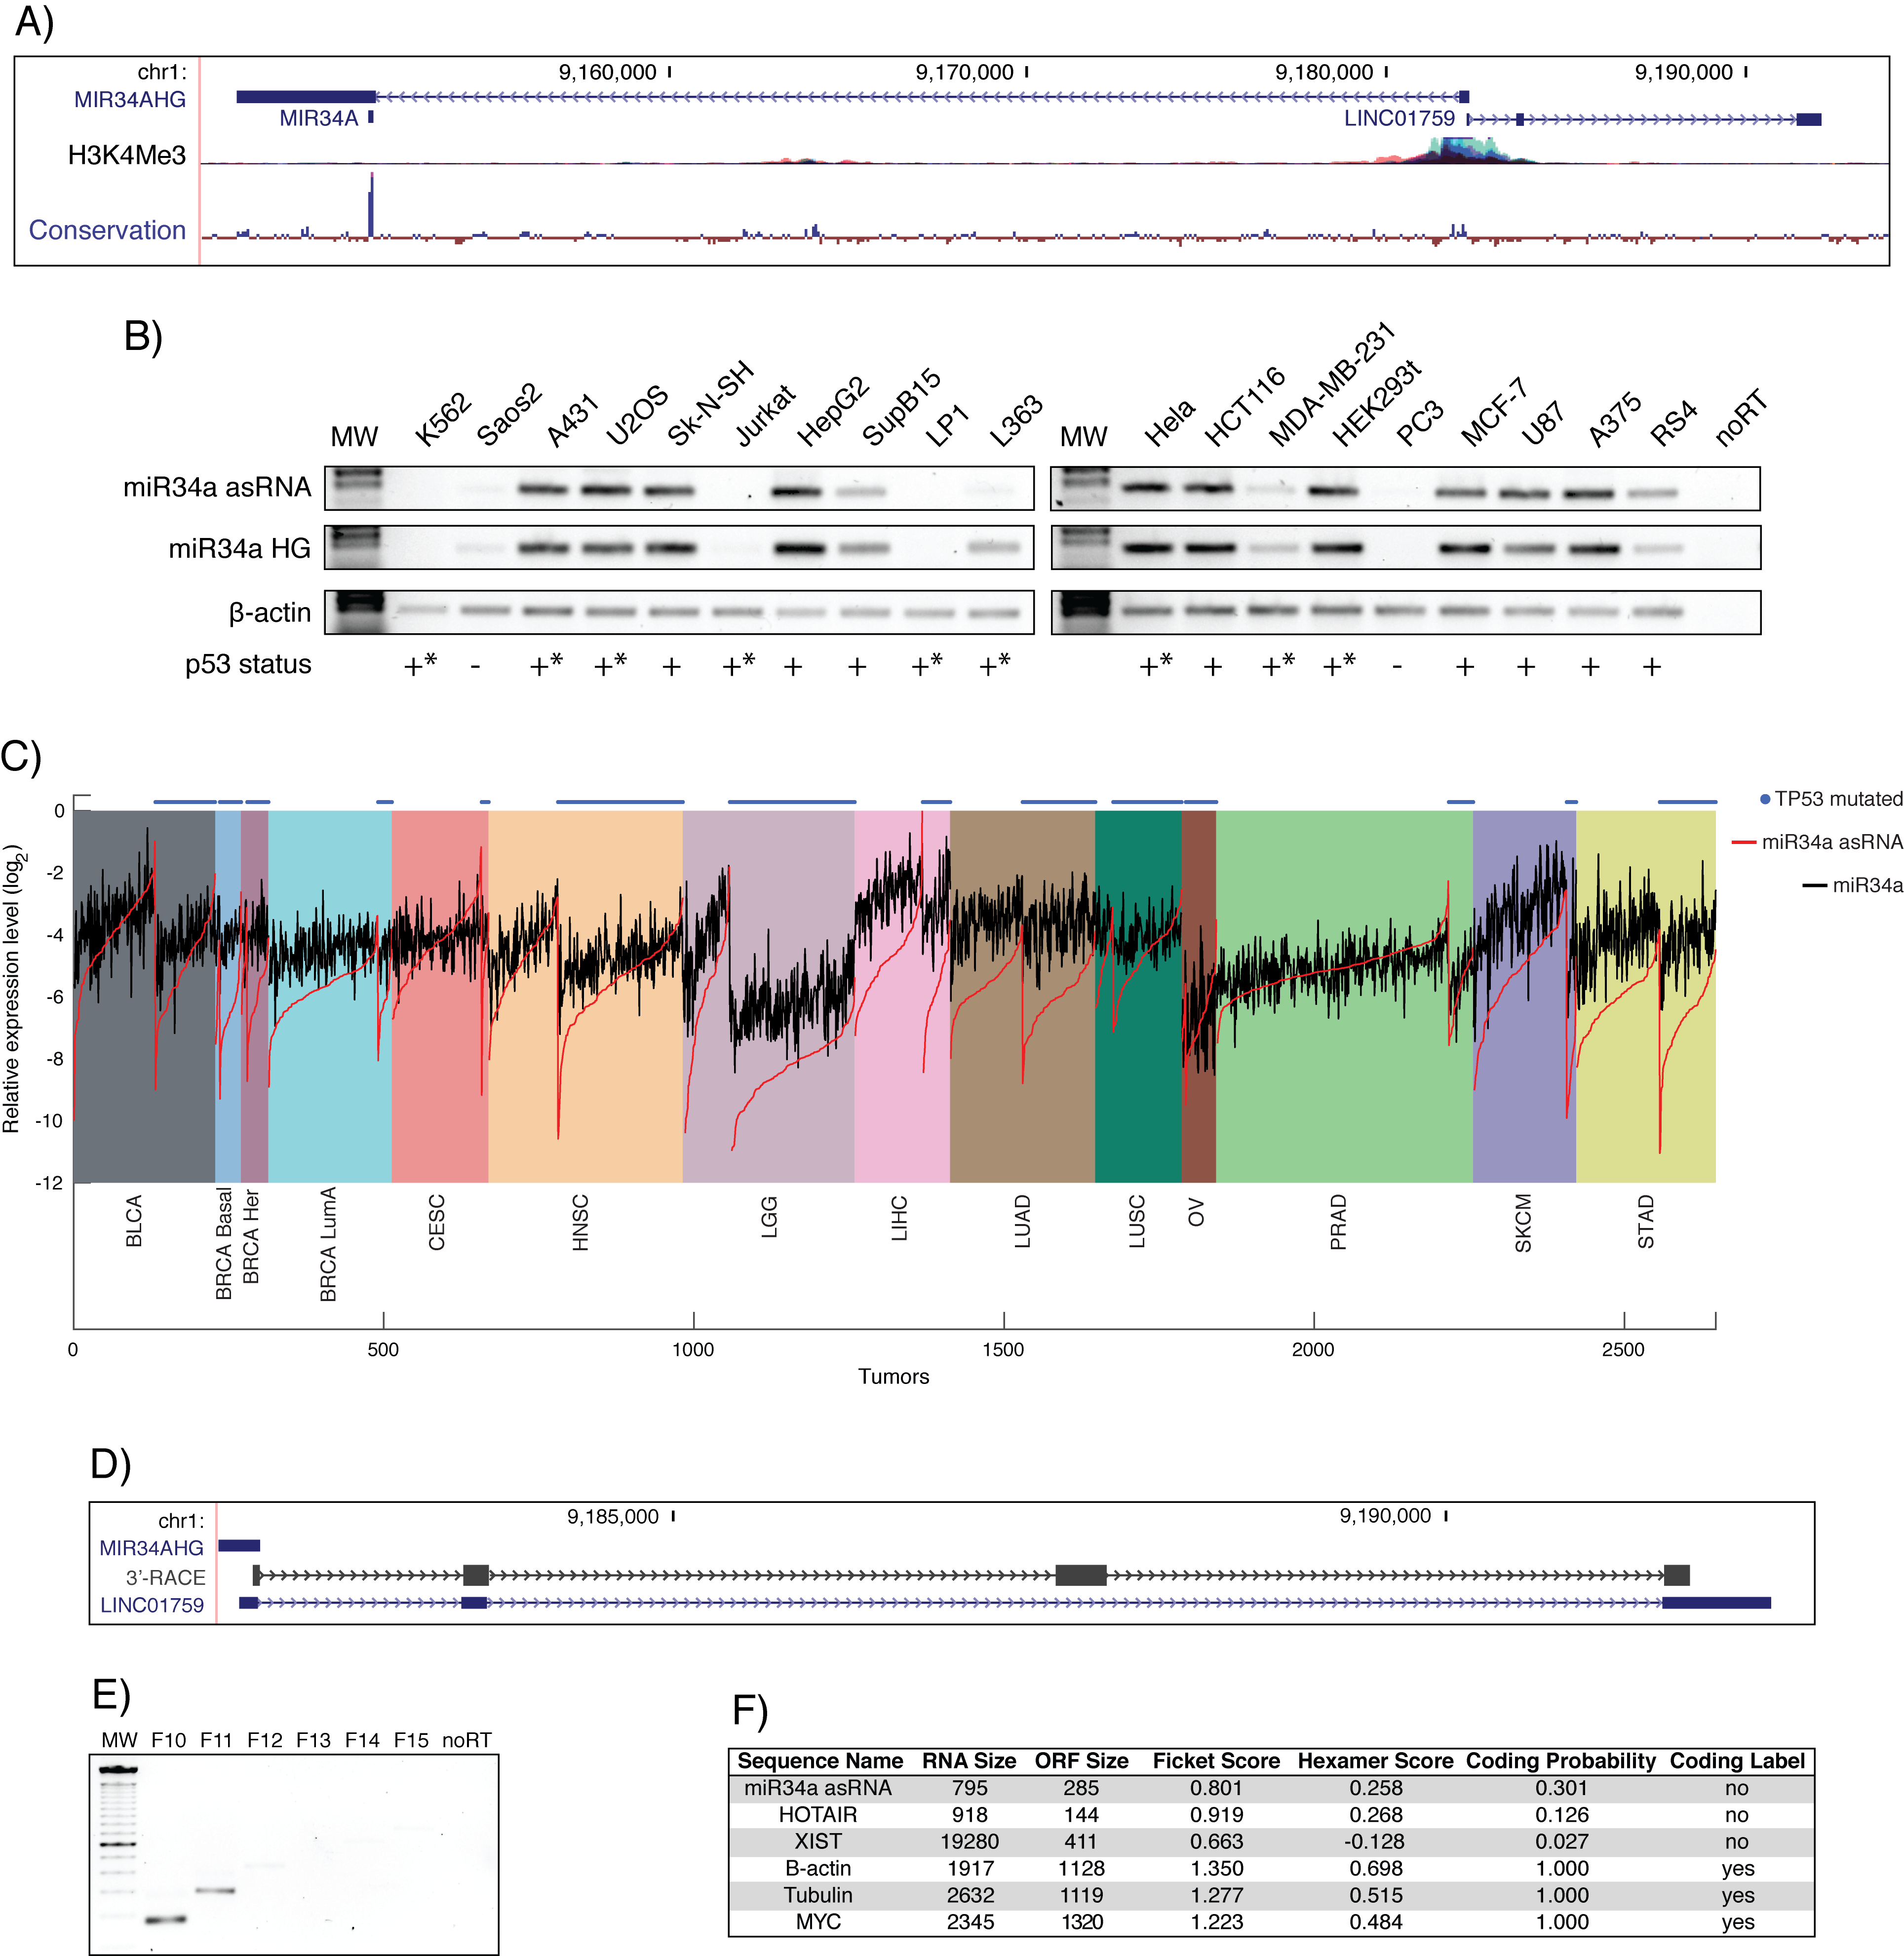 A)
chr1: 9,160,000 9,170,000 9,180,000 9,190,000
MIR34AHG
MIR34A LINC01759
H3K4Me3
Conservation
B)
MW K562 Saos2 A431 U2OS Sk-N-SH Jurkat HepG2 SupB15 LP1 L363 MW Hela HCT116 MDA-MB-231 HEK293t PC3 MCF-7 U87 A375 RS4 noRT
miR34a asRNA
miR34a HG
β-actin
p53 status +* - +* +* + +* + + +* +* +* + +* +* - + + + +
C)
TP53 mutated
miR34a asRNA
miR34a
Relative expression level (log2)
0
-2
-4
-6
-8
-10
-12
BLCA BRCA Basal BRCA Her BRCA LumA CESC HNSC LGG LIHC LUAD LUSC OV PRAD SKCM STAD
0 500 1000 1500 2000 2500
Tumors
D)
chr1: 9,185,000 9,190,000
MIR34AHG
3'-RACE
LINC01759
E)
MW F10 F11 F12 F13 F14 F15 noRT
F)
Sequence Name RNA Size ORF Size Ficket Score Hexamer Score Coding Probability Coding Label
miR34a asRNA 795 285 0.801 0.258 0.301 no
HOTAIR 918 144 0.919 0.268 0.126 no
XIST 19280 411 0.663 -0.128 0.027 no
B-actin 1917 1128 1.350 0.698 1.000 yes
Tubulin 2632 1119 1.277 0.515 1.000 yes
MYC 2345 1320 1.223 0.484 1.000 yes